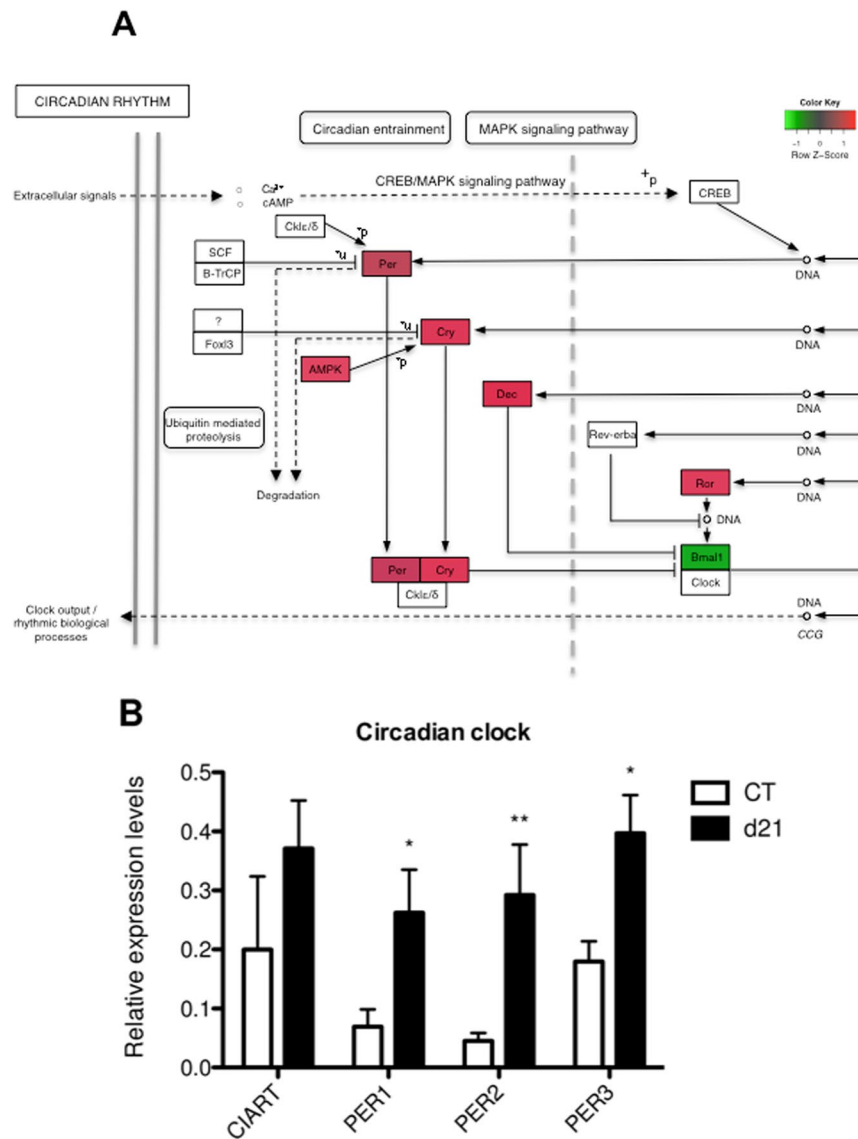 A
CIRCADIAN RHYTHM
Circadian entrainment
MAPK signaling pathway
Color Key
-1 0 1
Row Z-Score
Extracellular signals
cAMP
CREB/MAPK signaling pathway
+p
CREB
CkIε/δ
+p
SCF
B-TrCP
+u
Per
DNA
?
Foxl3
+u
Cry
DNA
AMPK
+p
Dec
DNA
Ubiquitin mediated
proteolysis
Rev-erba
DNA
Degradation
Ror
DNA
DNA
Per
Cry
CkIε/δ
Bmal1
Clock
Clock output /
rhythmic biological
processes
DNA
CCG
B
Circadian clock
Relative expression levels
0.5
0.4
0.3
0.2
0.1
0.0
*
**
*
CT
d21
CIART
PER1
PER2
PER3